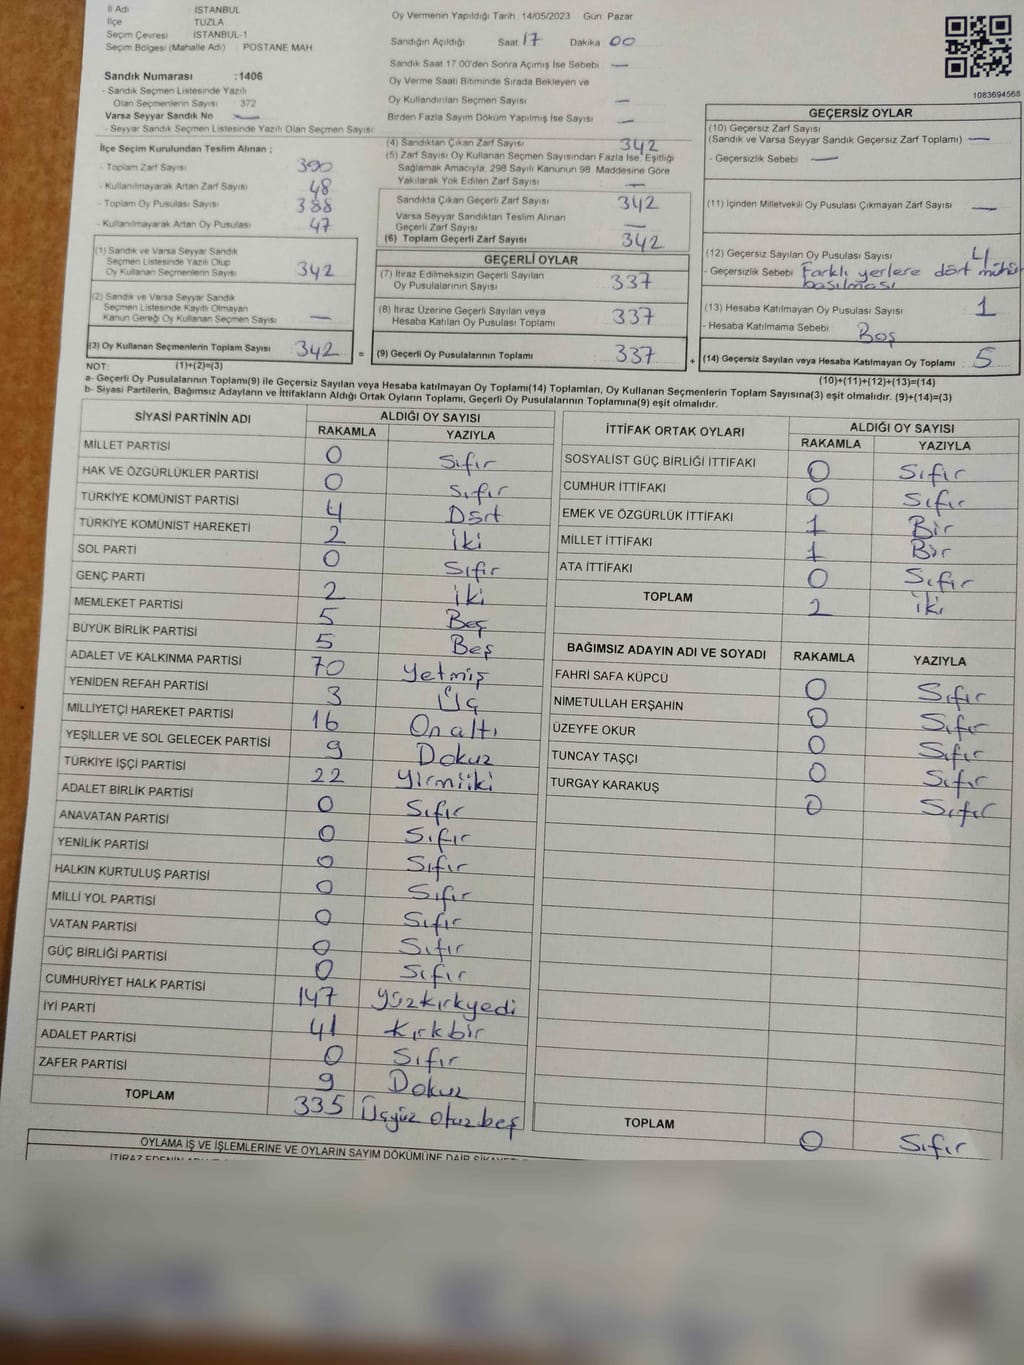 İl Adı : İSTANBUL
İlçe TUZLA
Seçim Çevresi İSTANBUL-1
Seçim Bölgesi (Mahalle Adı) : POSTANE MAH
Sandık Numarası :1406
- Sandık Seçmen Listesinde Yazılı
Olan Seçmenlerin Sayısı 372
Varsa Seyyar Sandık No —
- Seyyar Sandık Seçmen Listesinde Yazılı Olan Seçmen Sayısı:
İlçe Seçim Kurulundan Teslim Alınan ;
- Toplam Zarf Sayısı 390
- Kullanılmayarak Artan Zarf Sayısı 48
- Toplam Oy Pusulası Sayısı 388
- Kullanılmayarak Artan Oy Pusulası 47
(1) Sandık ve Varsa Seyyar Sandık
Seçmen Listesinde Yazılı Olup
Oy Kullanan Seçmenlerin Sayısı 342
(2) Sandık ve Varsa Seyyar Sandık
Seçmen Listesinde Kayıtlı Olmayan
Kanun Gereği Oy Kullanan Seçmen Sayısı —
(3) Oy Kullanan Seçmenlerin Toplam Sayısı 342 =
Oy Vermenin Yapıldığı Tarih 14/05/2023 Gün Pazar
Sandığın Açıldığı Saat 17 Dakika 00
Sandık Saat 17.00'den Sonra Açımış İse Sebebi —
Oy Verme Saati Bitiminde Sırada Bekleyen ve
Oy Kullandırılan Seçmen Sayısı —
Birden Fazla Sayım Döküm Yapılmış İse Sayısı —
(4) Sandıktan Çıkan Zarf Sayısı 342
(5) Zarf Sayısı Oy Kullanan Seçmen Sayısından Fazla İse, Eşitliği
Sağlamak Amacıyla, 298 Sayılı Kanunun 98. Maddesine Göre
Yakılarak Yok Edilen Zarf Sayısı —
Sandıkta Çıkan Geçerli Zarf Sayısı 342
Varsa Seyyar Sandıktan Teslim Alınan
Geçerli Zarf Sayısı —
(6) Toplam Geçerli Zarf Sayısı 342
GEÇERLİ OYLAR
(7) İtiraz Edilmeksizin Geçerli Sayılan
Oy Pusulalarının Sayısı 337
(8) İtiraz Üzerine Geçerli Sayılan veya
Hesaba Katılan Oy Pusulası Toplamı 337
(9) Geçerli Oy Pusulalarının Toplamı 337 +
1083694568
GEÇERSİZ OYLAR
(10) Geçersiz Zarf Sayısı
(Sandık ve Varsa Seyyar Sandık Geçersiz Zarf Toplamı) —
- Geçersizlik Sebebi —
(11) İçinden Milletvekili Oy Pusulası Çıkmayan Zarf Sayısı —
(12) Geçersiz Sayılan Oy Pusulası Sayısı 4
- Geçersizlik Sebebi Farklı yerlere dört mühür
basılması
(13) Hesaba Katılmayan Oy Pusulası Sayısı 1
- Hesaba Katılmama Sebebi Boş
(14) Geçersiz Sayılan veya Hesaba Katılmayan Oy Toplamı 5
NOT: (1)+(2)=(3) (10)+(11)+(12)+(13)=(14)
a- Geçerli Oy Pusulalarının Toplamı(9) ile Geçersiz Sayılan veya Hesaba katılmayan Oy Toplamı(14) Toplamları, Oy Kullanan Seçmenlerin Toplam Sayısına(3) eşit olmalıdır. (9)+(14)=(3)
b- Siyasi Partilerin, Bağımsız Adayların ve İttifakların Aldığı Ortak Oyların Toplamı, Geçerli Oy Pusulalarının Toplamına(9) eşit olmalıdır.
SİYASİ PARTİNİN ADI ALDIĞI OY SAYISI
RAKAMLA YAZIYLA
MİLLET PARTİSİ 0 Sıfır
HAK VE ÖZGÜRLÜKLER PARTİSİ 0 Sıfır
TÜRKİYE KOMÜNİST PARTİSİ 4 Dört
TÜRKİYE KOMÜNİST HAREKETİ 2 İki
SOL PARTİ 0 Sıfır
GENÇ PARTİ 2 İki
MEMLEKET PARTİSİ 5 Beş
BÜYÜK BİRLİK PARTİSİ 5 Beş
ADALET VE KALKINMA PARTİSİ 70 Yetmiş
YENİDEN REFAH PARTİSİ 3 Üç
MİLLİYETÇİ HAREKET PARTİSİ 16 Onaltı
YEŞİLLER VE SOL GELECEK PARTİSİ 9 Dokuz
TÜRKİYE İŞÇİ PARTİSİ 22 Yirmiiki
ADALET BİRLİK PARTİSİ 0 Sıfır
ANAVATAN PARTİSİ 0 Sıfır
YENİLİK PARTİSİ 0 Sıfır
HALKIN KURTULUŞ PARTİSİ 0 Sıfır
MİLLİ YOL PARTİSİ 0 Sıfır
VATAN PARTİSİ 0 Sıfır
GÜÇ BİRLİĞİ PARTİSİ 0 Sıfır
CUMHURİYET HALK PARTİSİ 147 Yüzkırkyedi
İYİ PARTİ 41 Kırkbir
ADALET PARTİSİ 0 Sıfır
ZAFER PARTİSİ 9 Dokuz
TOPLAM 335 Üçyüz otuzbeş
İTTİFAK ORTAK OYLARI ALDIĞI OY SAYISI
RAKAMLA YAZIYLA
SOSYALİST GÜÇ BİRLİĞİ İTTİFAKI 0 Sıfır
CUMHUR İTTİFAKI 0 Sıfır
EMEK VE ÖZGÜRLÜK İTTİFAKI 1 Bir
MİLLET İTTİFAKI 1 Bir
ATA İTTİFAKI 0 Sıfır
TOPLAM 2 İki
BAĞIMSIZ ADAYIN ADI VE SOYADI RAKAMLA YAZIYLA
FAHRİ SAFA KÜPCÜ 0 Sıfır
NİMETULLAH ERŞAHİN 0 Sıfır
ÜZEYFE OKUR 0 Sıfır
TUNCAY TAŞÇI 0 Sıfır
TURGAY KARAKUŞ 0 Sıfır
TOPLAM 0 Sıfır
OYLAMA İŞ VE İŞLEMLERİNE VE OYLARIN SAYIM DÖKÜMÜNE DAİR